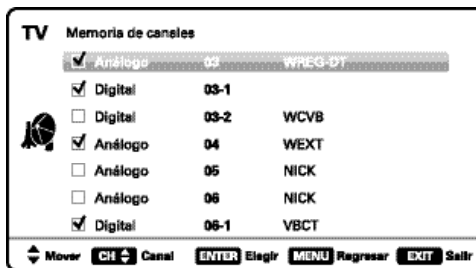 TV Memoria de canales
Análogo 03 WREG-DT
Digital 03-1
Digital 03-2 WCVB
Análogo 04 WEXT
Análogo 05 NICK
Análogo 06 NICK
Digital 06-1 VBCT
Mover CH Canal ENTER Elegir MENU Regresar EXIT Salir